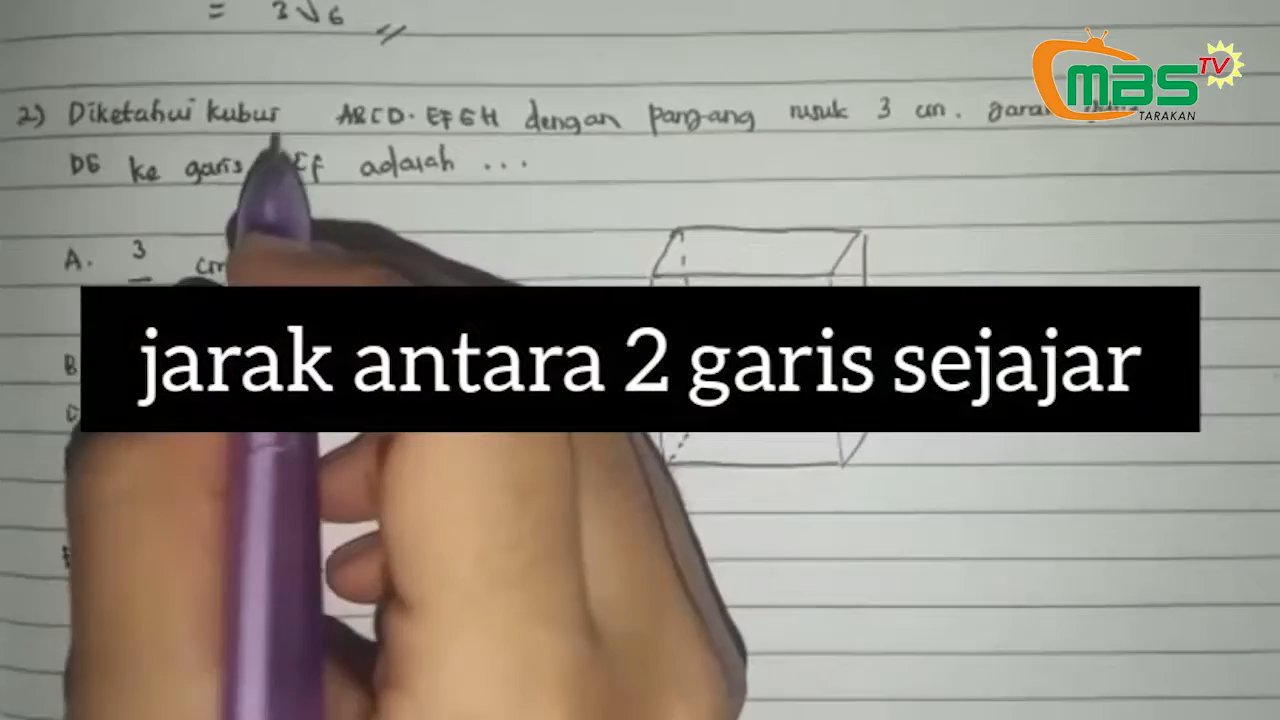 = 3√6
MBS TV
TARAKAN
2) Diketahui kubus ABCD.EFGH dengan panjang rusuk 3 cm. jarak
DG ke garis EF adalah ...
A. 3 cm
B
jarak antara 2 garis sejajar